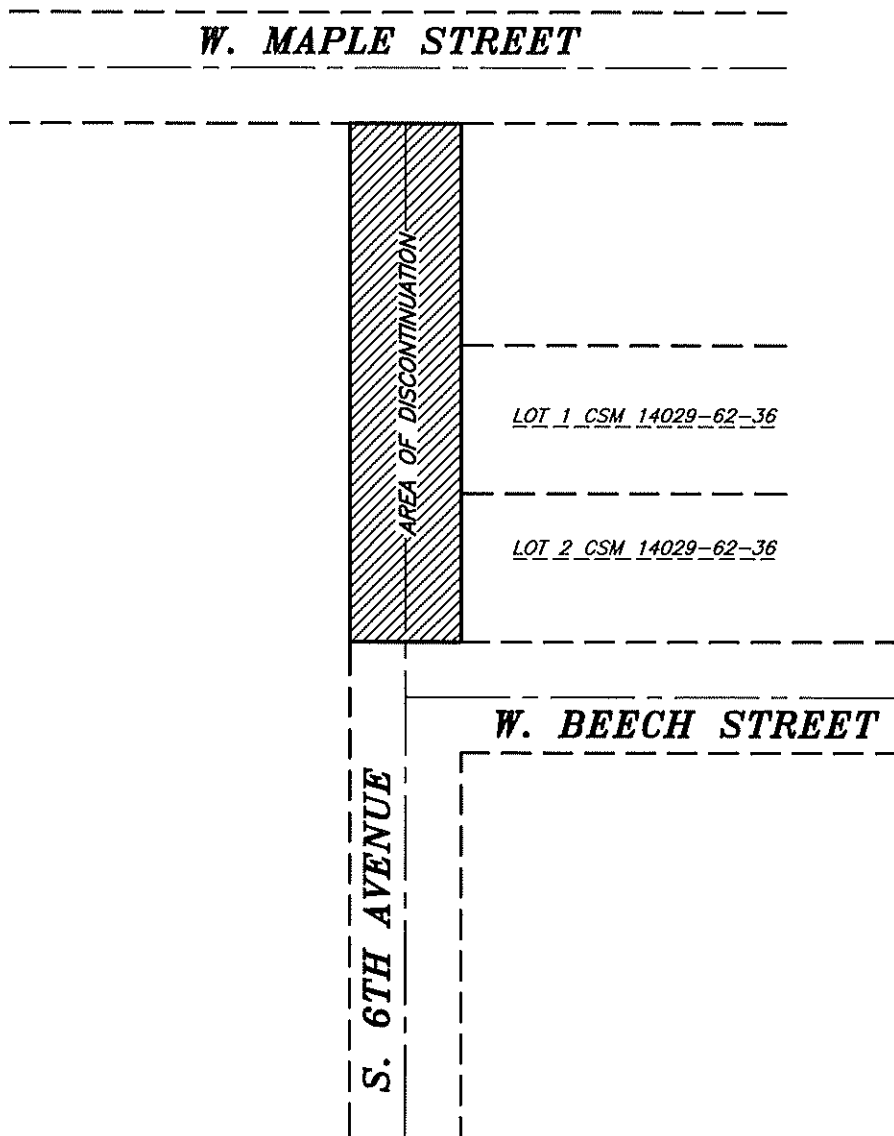 W. MAPLE STREET
AREA OF DISCONTINUATION
LOT 1 CSM 14029-62-36
LOT 2 CSM 14029-62-36
W. BEECH STREET
S. 6TH AVENUE